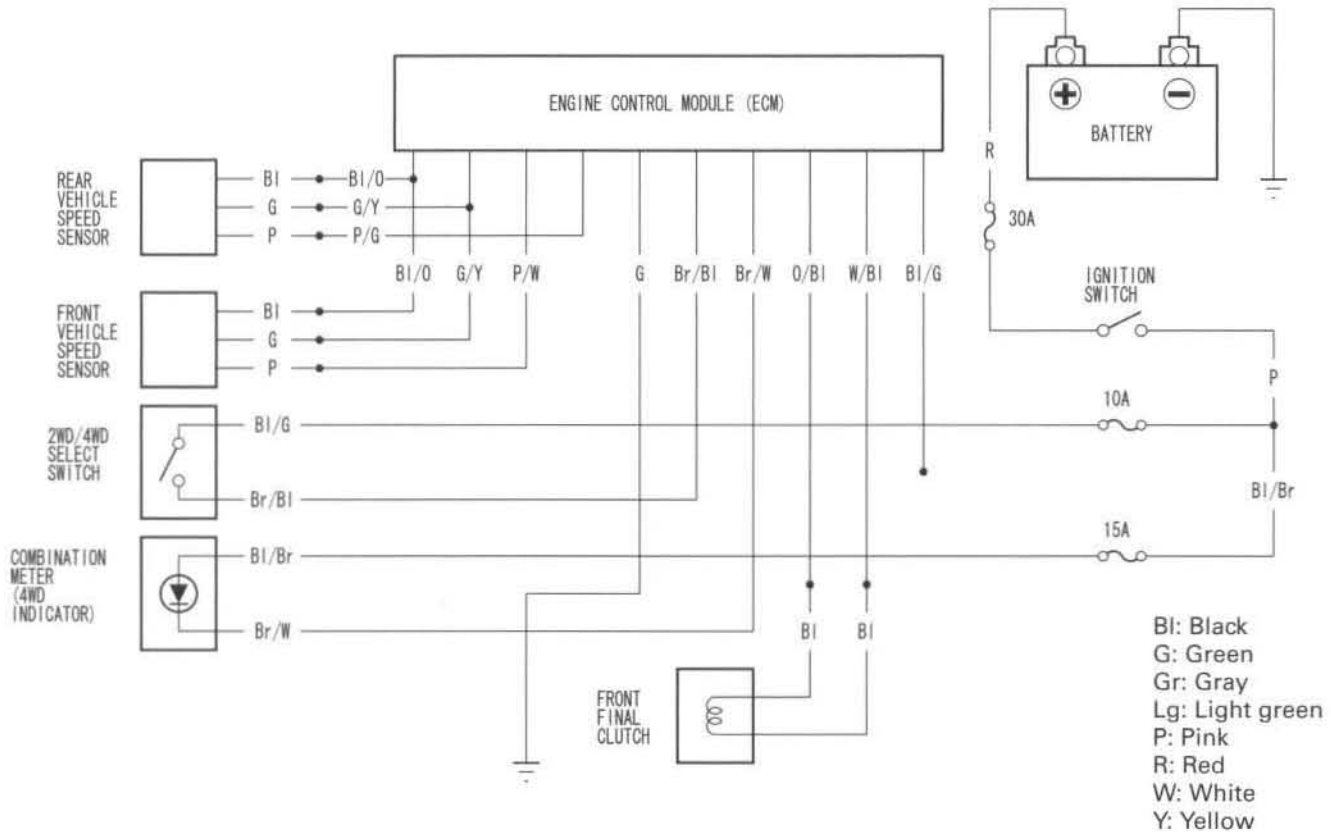 ENGINE CONTROL MODULE (ECM)
+
−
BATTERY
R
30A
IGNITION
SWITCH
P
10A
Bl/Br
15A
REAR
VEHICLE
SPEED
SENSOR
Bl
Bl/O
G
G/Y
P
P/G
Bl/O
G/Y
P/W
G
Br/Bl
Br/W
O/Bl
W/Bl
Bl/G
FRONT
VEHICLE
SPEED
SENSOR
Bl
G
P
2WD/4WD
SELECT
SWITCH
Bl/G
Br/Bl
COMBINATION
METER
(4WD
INDICATOR)
Bl/Br
Br/W
Bl
Bl
FRONT
FINAL
CLUTCH
Bl: Black
G: Green
Gr: Gray
Lg: Light green
P: Pink
R: Red
W: White
Y: Yellow